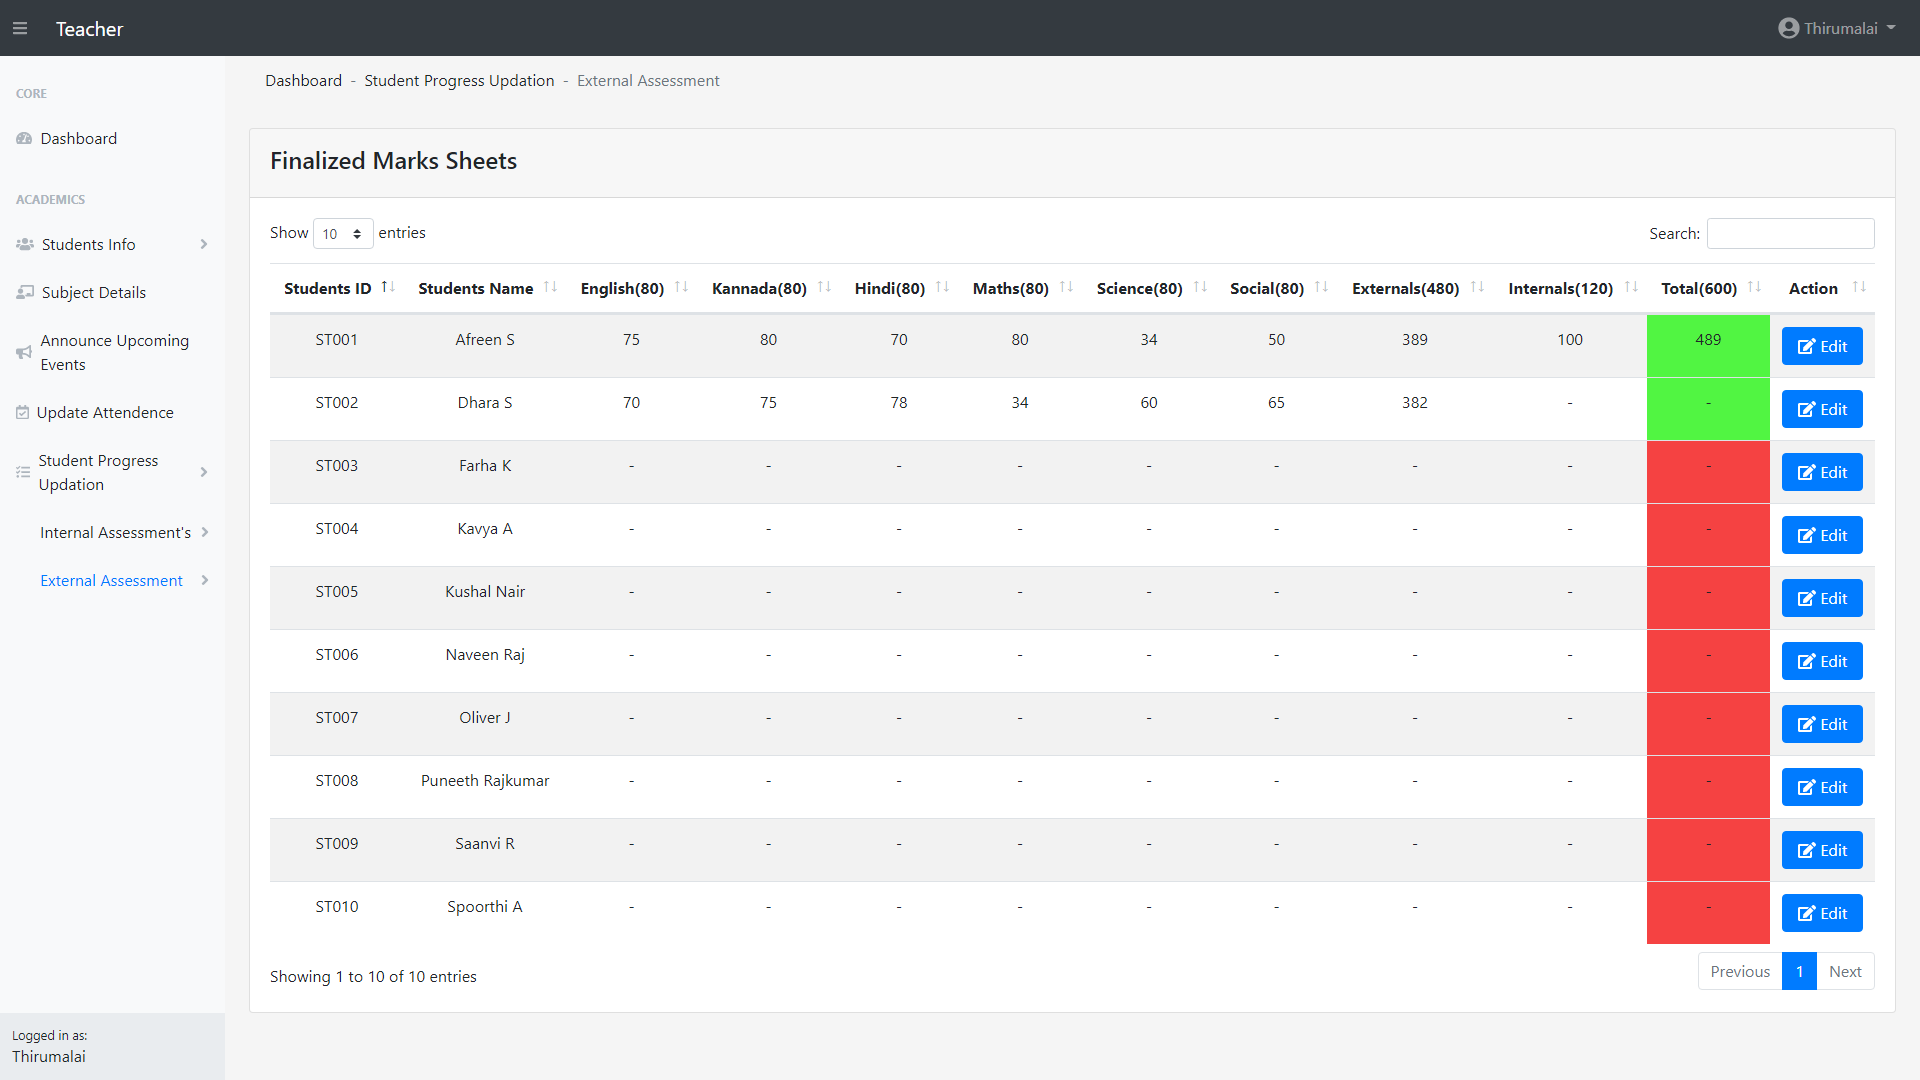 Teacher
Thirumalai
CORE
Dashboard
ACADEMICS
Students Info
Subject Details
Announce Upcoming
Events
Update Attendence
Student Progress
Updation
Internal Assessment's
External Assessment
Logged in as:
Thirumalai
Dashboard - Student Progress Updation - External Assessment
Finalized Marks Sheets
Show 10 entries
Search:
Students ID Students Name English(80) Kannada(80) Hindi(80) Maths(80) Science(80) Social(80) Externals(480) Internals(120) Total(600) Action
ST001 Afreen S 75 80 70 80 34 50 389 100 489 Edit
ST002 Dhara S 70 75 78 34 60 65 382 - - Edit
ST003 Farha K - - - - - - - - - Edit
ST004 Kavya A - - - - - - - - - Edit
ST005 Kushal Nair - - - - - - - - - Edit
ST006 Naveen Raj - - - - - - - - - Edit
ST007 Oliver J - - - - - - - - - Edit
ST008 Puneeth Rajkumar - - - - - - - - - Edit
ST009 Saanvi R - - - - - - - - - Edit
ST010 Spoorthi A - - - - - - - - - Edit
Showing 1 to 10 of 10 entries
Previous 1 Next